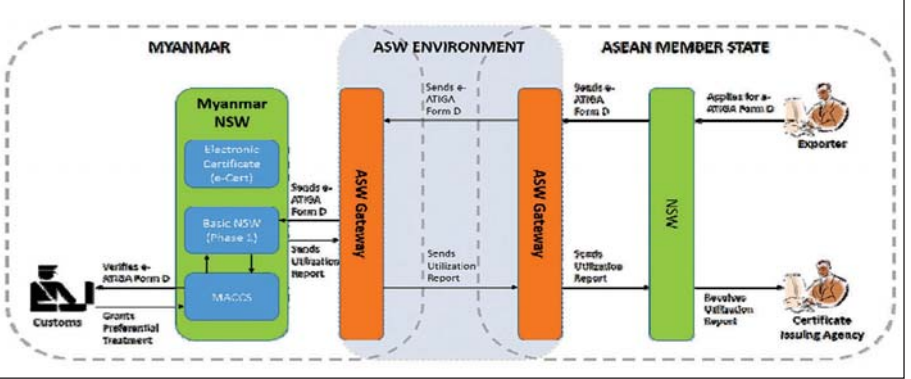 MYANMAR
ASW ENVIRONMENT
ASEAN MEMBER STATE
Myanmar
NSW
Electronic
Certificate
(e-Cert)
Basic NSW
(Phase 1)
MACCS
Customs
Verifies e-
ATIGA Form D
Grants
Preferential
Treatment
Sends e-
ATIGA
Form D
Sends
Utilization
Report
ASW Gateway
Sends e-
ATIGA
Form D
Sends
Utilization
Report
ASW Gateway
Sends e-
ATIGA
Form D
Sends
Utilization
Report
NSW
Applies for e-
ATIGA Form D
Exporter
Utilization
Report
Certificate
Issuing Agency